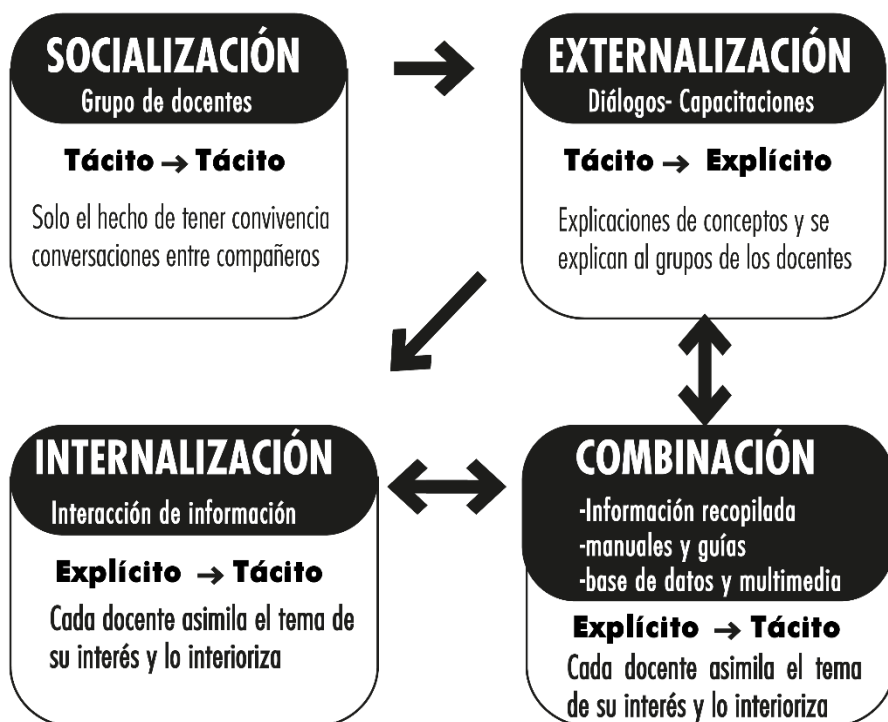 SOCIALIZACIÓN
Grupo de docentes
Tácito → Tácito
Solo el hecho de tener convivencia
conversaciones entre compañeros
EXTERNALIZACIÓN
Diálogos- Capacitaciones
Tácito → Explícito
Explicaciones de conceptos y se
explican al grupos de los docentes
INTERNALIZACIÓN
Interacción de información
Explícito → Tácito
Cada docente asimila el tema de
su interés y lo interioriza
COMBINACIÓN
-Información recopilada
-manuales y guías
-base de datos y multimedia
Explícito → Tácito
Cada docente asimila el tema
de su interés y lo interioriza